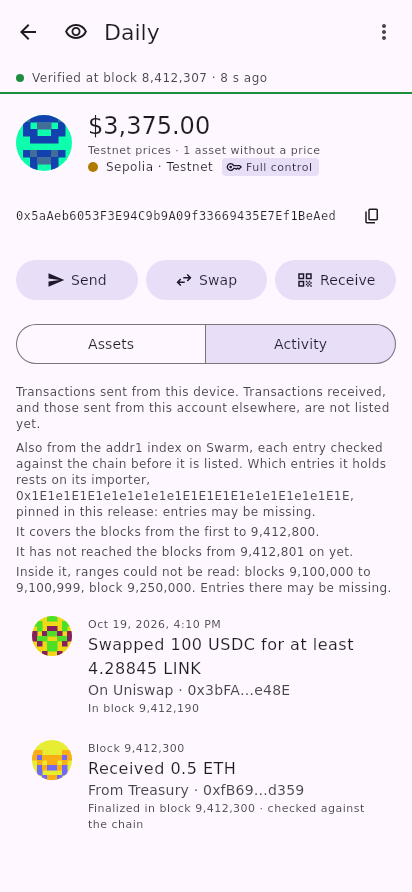 Daily
Verified at block 8,412,307 · 8 s ago
$3,375.00
Testnet prices · 1 asset without a price
Sepolia · Testnet
Full control
0x5aAeb6053F3E94C9b9A09f33669435E7Ef1BeAed
Send
Swap
Receive
Assets
Activity
Transactions sent from this device. Transactions received,
and those sent from this account elsewhere, are not listed
yet.
Also from the addr1 index on Swarm, each entry checked
against the chain before it is listed. Which entries it holds
rests on its importer,
0x1E1e1E1E1e1e1e1e1e1E1E1E1E1e1e1E1e1e1E1E,
pinned in this release: entries may be missing.
It covers the blocks from the first to 9,412,800.
It has not reached the blocks from 9,412,801 on yet.
Inside it, ranges could not be read: blocks 9,100,000 to
9,100,999, block 9,250,000. Entries there may be missing.
Oct 19, 2026, 4:10 PM
Swapped 100 USDC for at least
4.28845 LINK
On Uniswap · 0x3bFA...e48E
In block 9,412,190
Block 9,412,300
Received 0.5 ETH
From Treasury · 0xfB69...d359
Finalized in block 9,412,300 · checked against
the chain